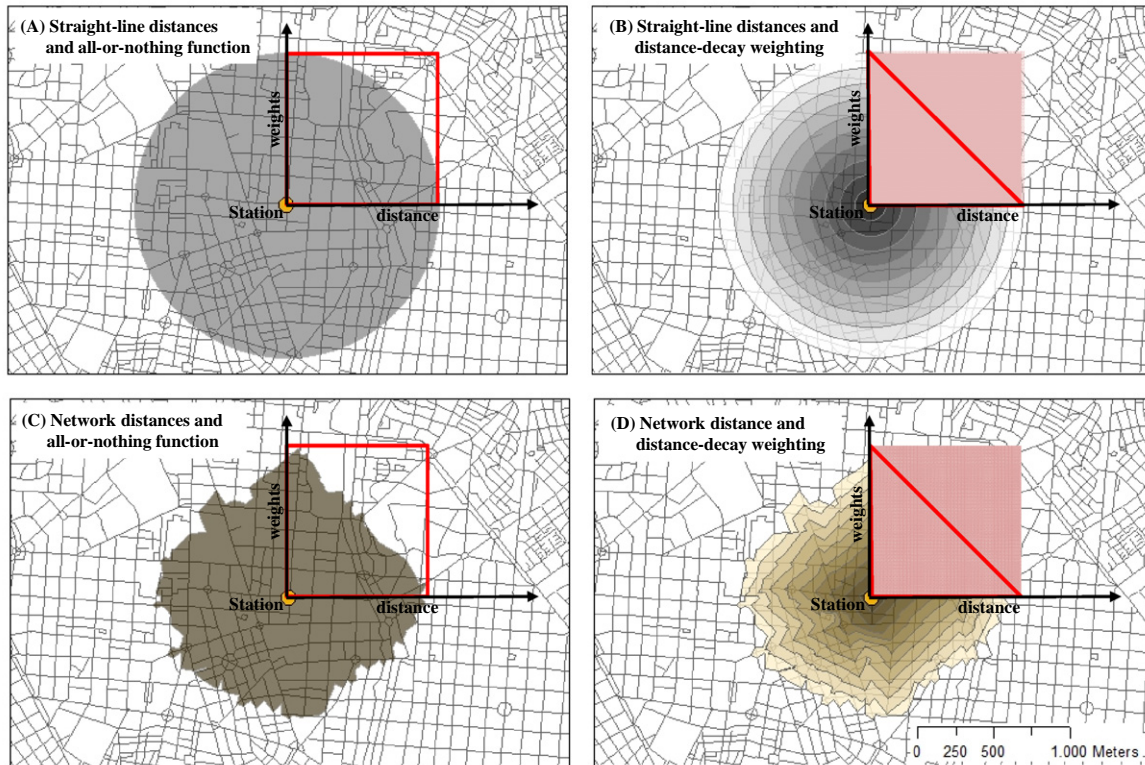 (A) Straight-line distances
and all-or-nothing function
weights
Station
distance
(B) Straight-line distances and
distance-decay weighting
weights
Station
distance
(C) Network distances and
all-or-nothing function
weights
Station
distance
(D) Network distance and
distance-decay weighting
weights
Station
distance
0 250 500 1.000 Meters